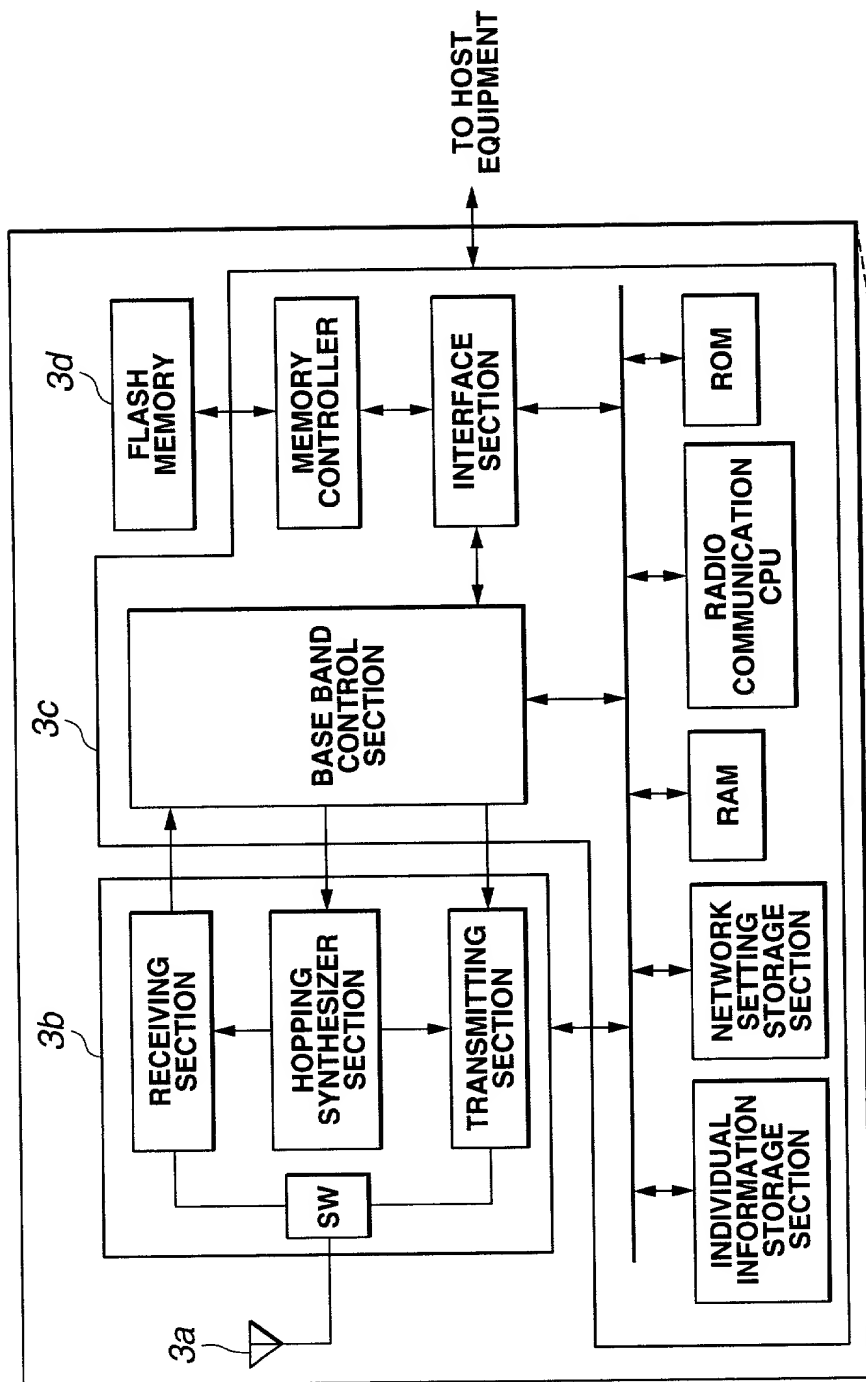 3a
3b
3c
3d
SW
RECEIVING
SECTION
HOPPING
SYNTHESIZER
SECTION
TRANSMITTING
SECTION
BASE BAND
CONTROL
SECTION
FLASH
MEMORY
MEMORY
CONTROLLER
INTERFACE
SECTION
TO HOST
EQUIPMENT
INDIVIDUAL
INFORMATION
STORAGE
SECTION
NETWORK
SETTING
STORAGE
SECTION
RAM
RADIO
COMMUNICATION
CPU
ROM